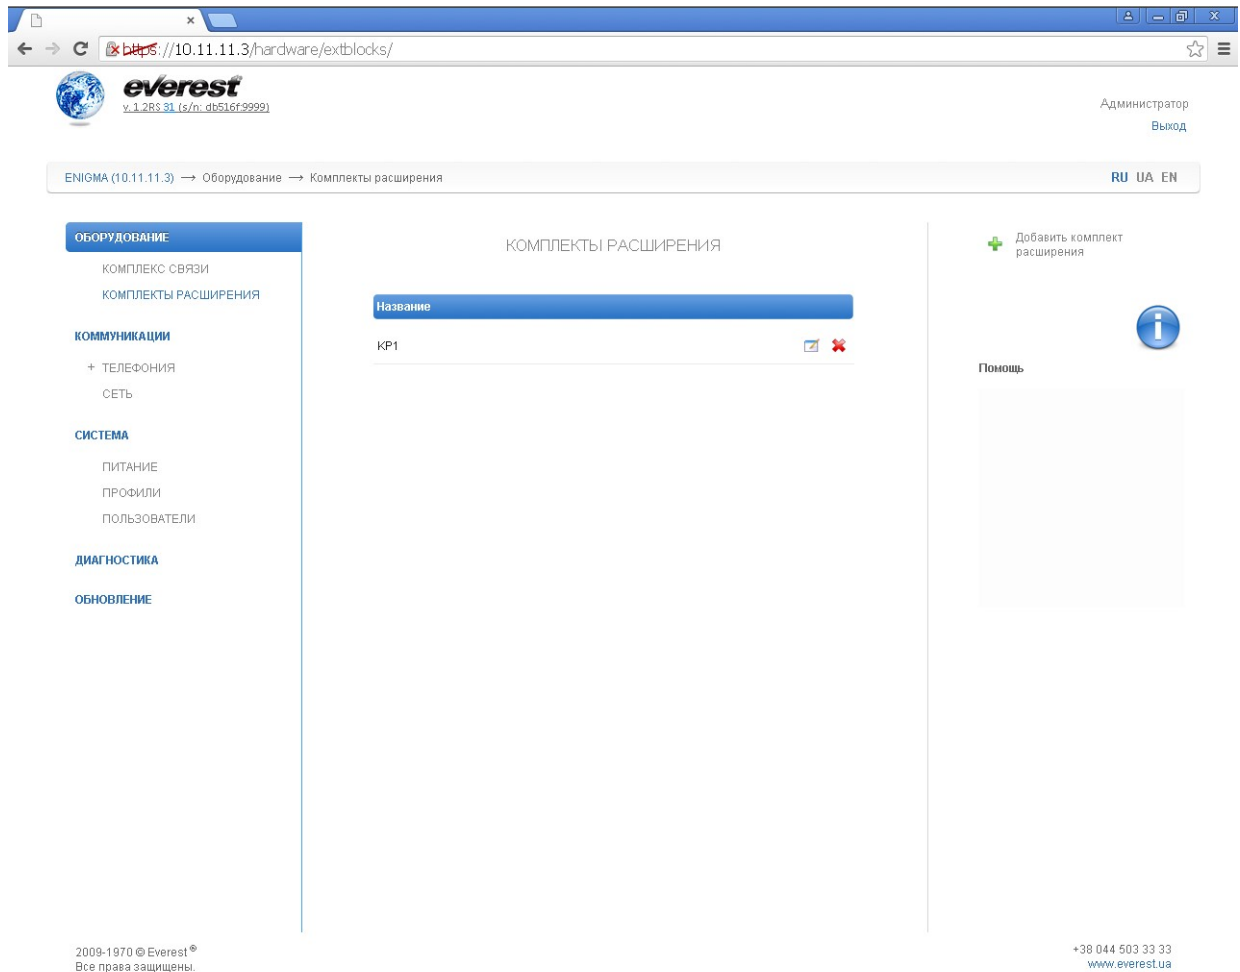 https://10.11.11.3/hardware/extblocks/
everest
v. 1.2RS 31 (s/n: db516f:9999)
Администратор
Выход
ENIGMA (10.11.11.3) → Оборудование → Комплекты расширения
RU UA EN
ОБОРУДОВАНИЕ
КОМПЛЕКС СВЯЗИ
КОМПЛЕКТЫ РАСШИРЕНИЯ
КОММУНИКАЦИИ
+ ТЕЛЕФОНИЯ
СЕТЬ
СИСТЕМА
ПИТАНИЕ
ПРОФИЛИ
ПОЛЬЗОВАТЕЛИ
ДИАГНОСТИКА
ОБНОВЛЕНИЕ
КОМПЛЕКТЫ РАСШИРЕНИЯ
Название
КР1
Добавить комплект
расширения
Помощь
2009-1970 © Everest ®
Все права защищены.
+38 044 503 33 33
www.everest.ua